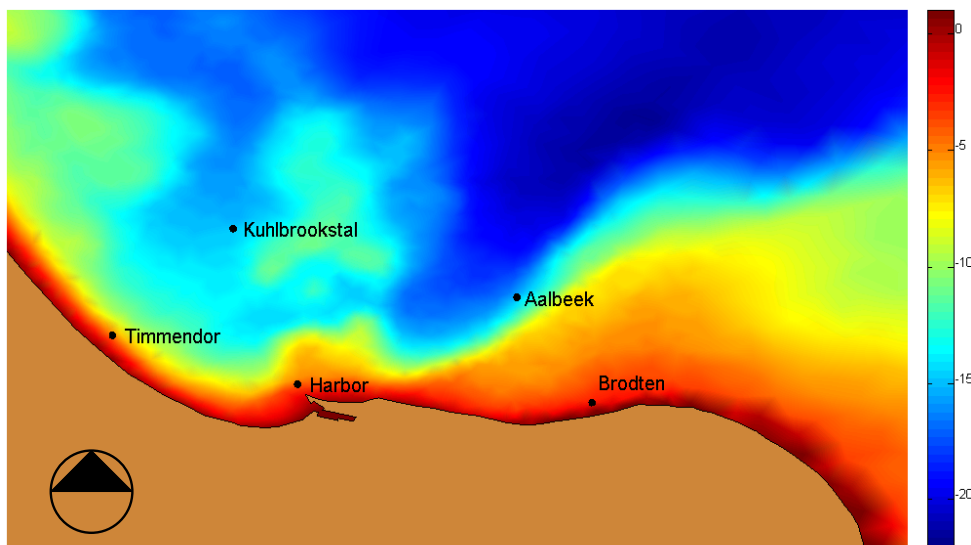 Kuhlbrookstal
Aalbeek
Timmendor
Harbor
Brodten
0
-5
-10
-15
-20